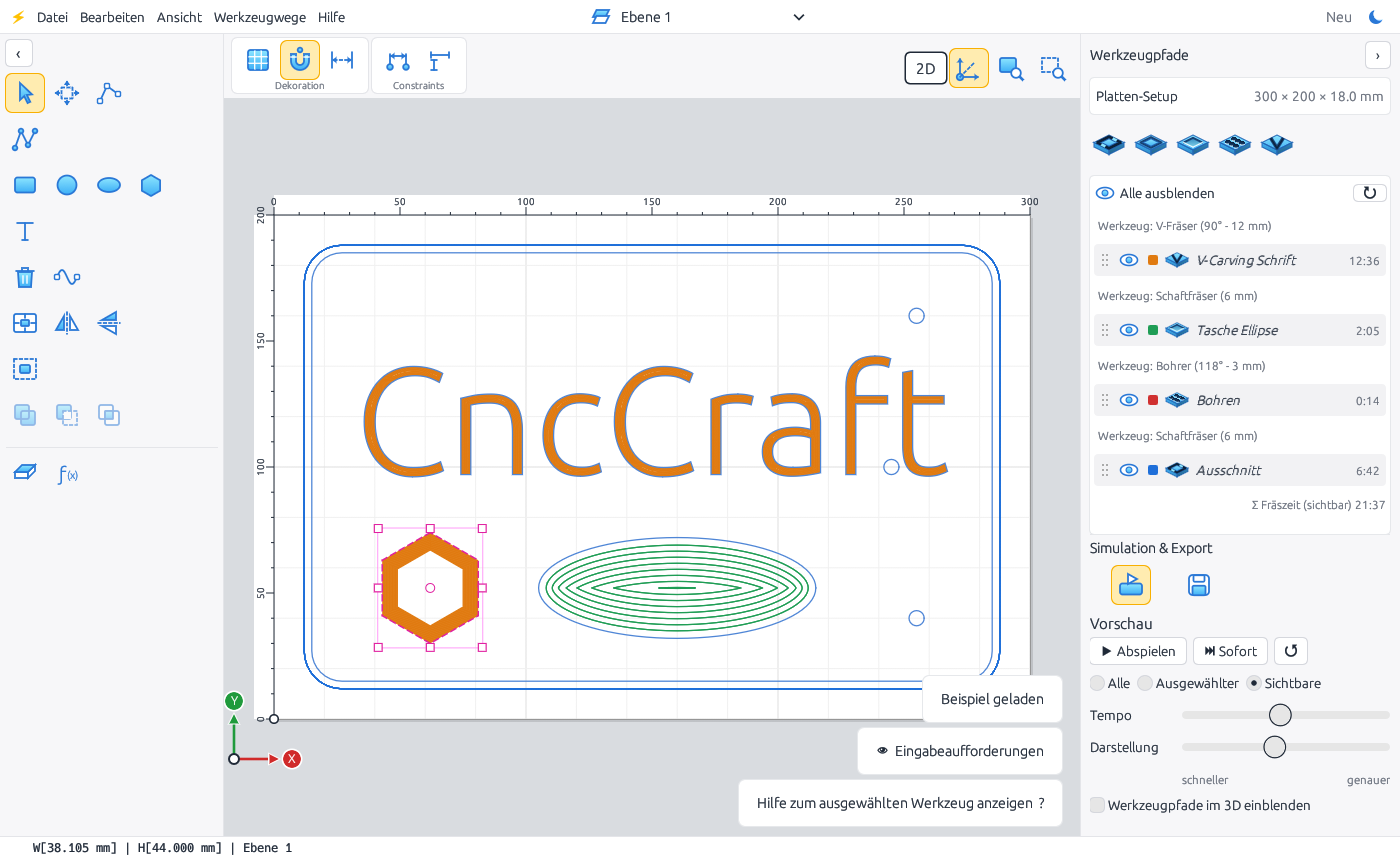 Datei Bearbeiten Ansicht Werkzeugwege Hilfe
Ebene 1
Neu
Dekoration
Constraints
2D
Werkzeugpfade
Platten-Setup 300 × 200 × 18.0 mm
Alle ausblenden
Werkzeug: V-Fräser (90° - 12 mm)
V-Carving Schrift 12:36
Werkzeug: Schaftfräser (6 mm)
Tasche Ellipse 2:05
Werkzeug: Bohrer (118° - 3 mm)
Bohren 0:14
Werkzeug: Schaftfräser (6 mm)
Ausschnitt 6:42
Σ Fräszeit (sichtbar) 21:37
Simulation & Export
Vorschau
Abspielen Sofort
Alle Ausgewählter Sichtbare
Tempo
Darstellung
schneller genauer
Werkzeugpfade im 3D einblenden
f(x)
0 50 100 150 200 250 300
200
150
100
50
0
CncCraft
Y
X
Beispiel geladen
Eingabeaufforderungen
Hilfe zum ausgewählten Werkzeug anzeigen ?
W[38.105 mm] | H[44.000 mm] | Ebene 1